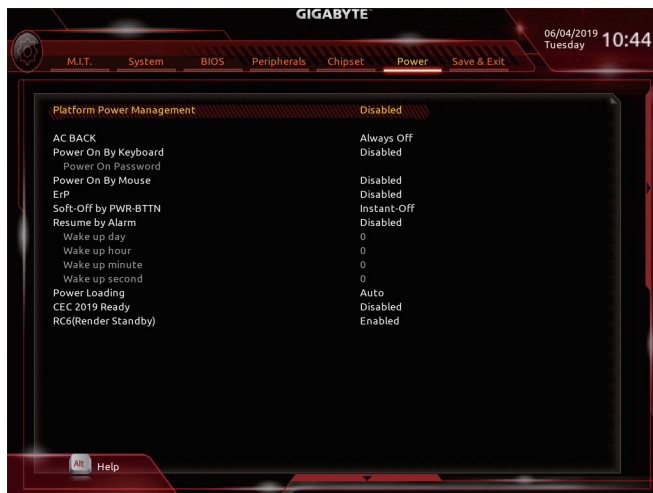 GIGABYTE
06/04/2019
Tuesday 10:44
M.I.T. System BIOS Peripherals Chipset Power Save & Exit
Platform Power Management Disabled
AC BACK Always Off
Power On By Keyboard Disabled
Power On Password
Power On By Mouse Disabled
ErP Disabled
Soft-Off by PWR-BTTN Instant-Off
Resume by Alarm Disabled
Wake up day 0
Wake up hour 0
Wake up minute 0
Wake up second 0
Power Loading Auto
CEC 2019 Ready Disabled
RC6(Render Standby) Enabled
Alt Help